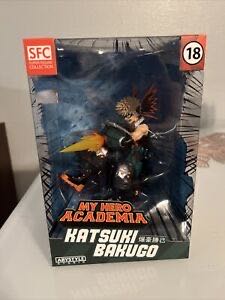 SFC
SUPER FIGURE
COLLECTION
18
MY HERO
ACADEMIA
KATSUKI
BAKUGO
爆豪勝己
ABYSTYLE